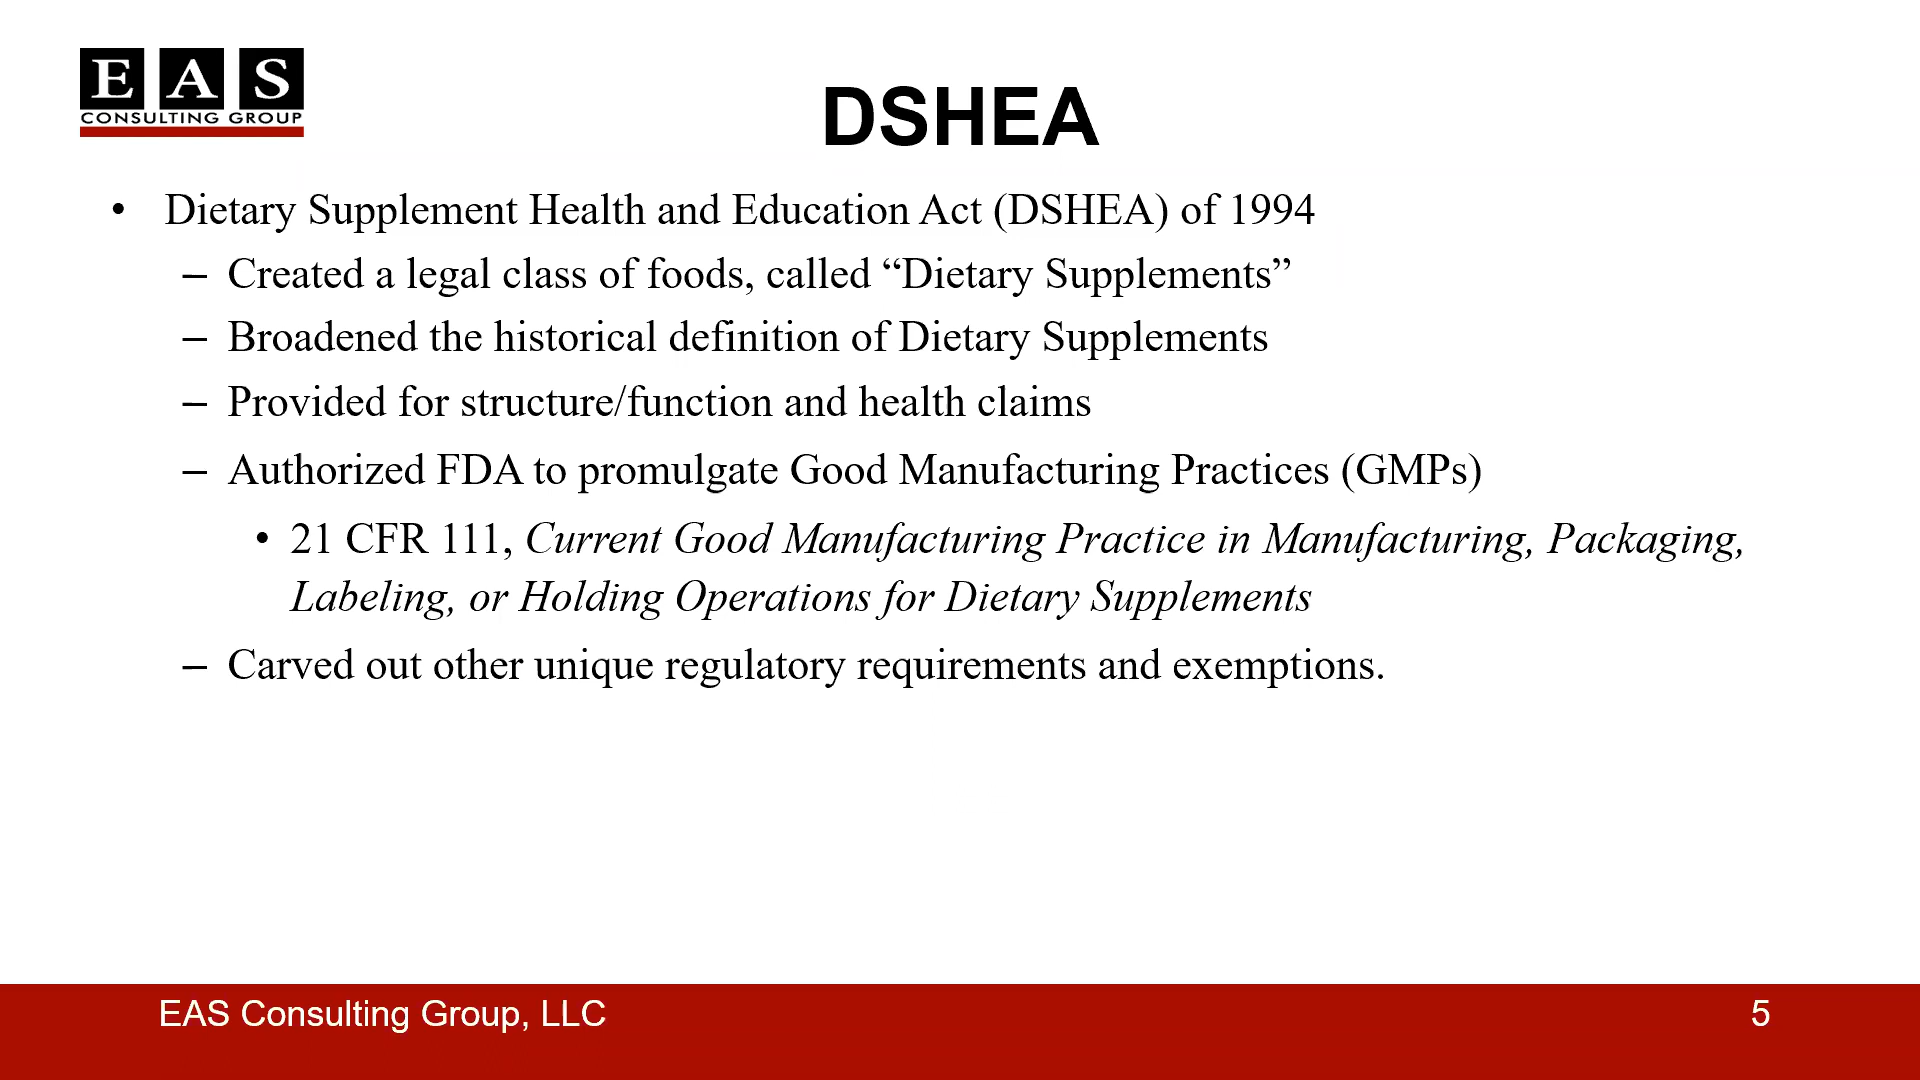 EAS
CONSULTING GROUP
DSHEA
• Dietary Supplement Health and Education Act (DSHEA) of 1994
– Created a legal class of foods, called “Dietary Supplements”
– Broadened the historical definition of Dietary Supplements
– Provided for structure/function and health claims
– Authorized FDA to promulgate Good Manufacturing Practices (GMPs)
• 21 CFR 111, Current Good Manufacturing Practice in Manufacturing, Packaging,
Labeling, or Holding Operations for Dietary Supplements
– Carved out other unique regulatory requirements and exemptions.
EAS Consulting Group, LLC
5